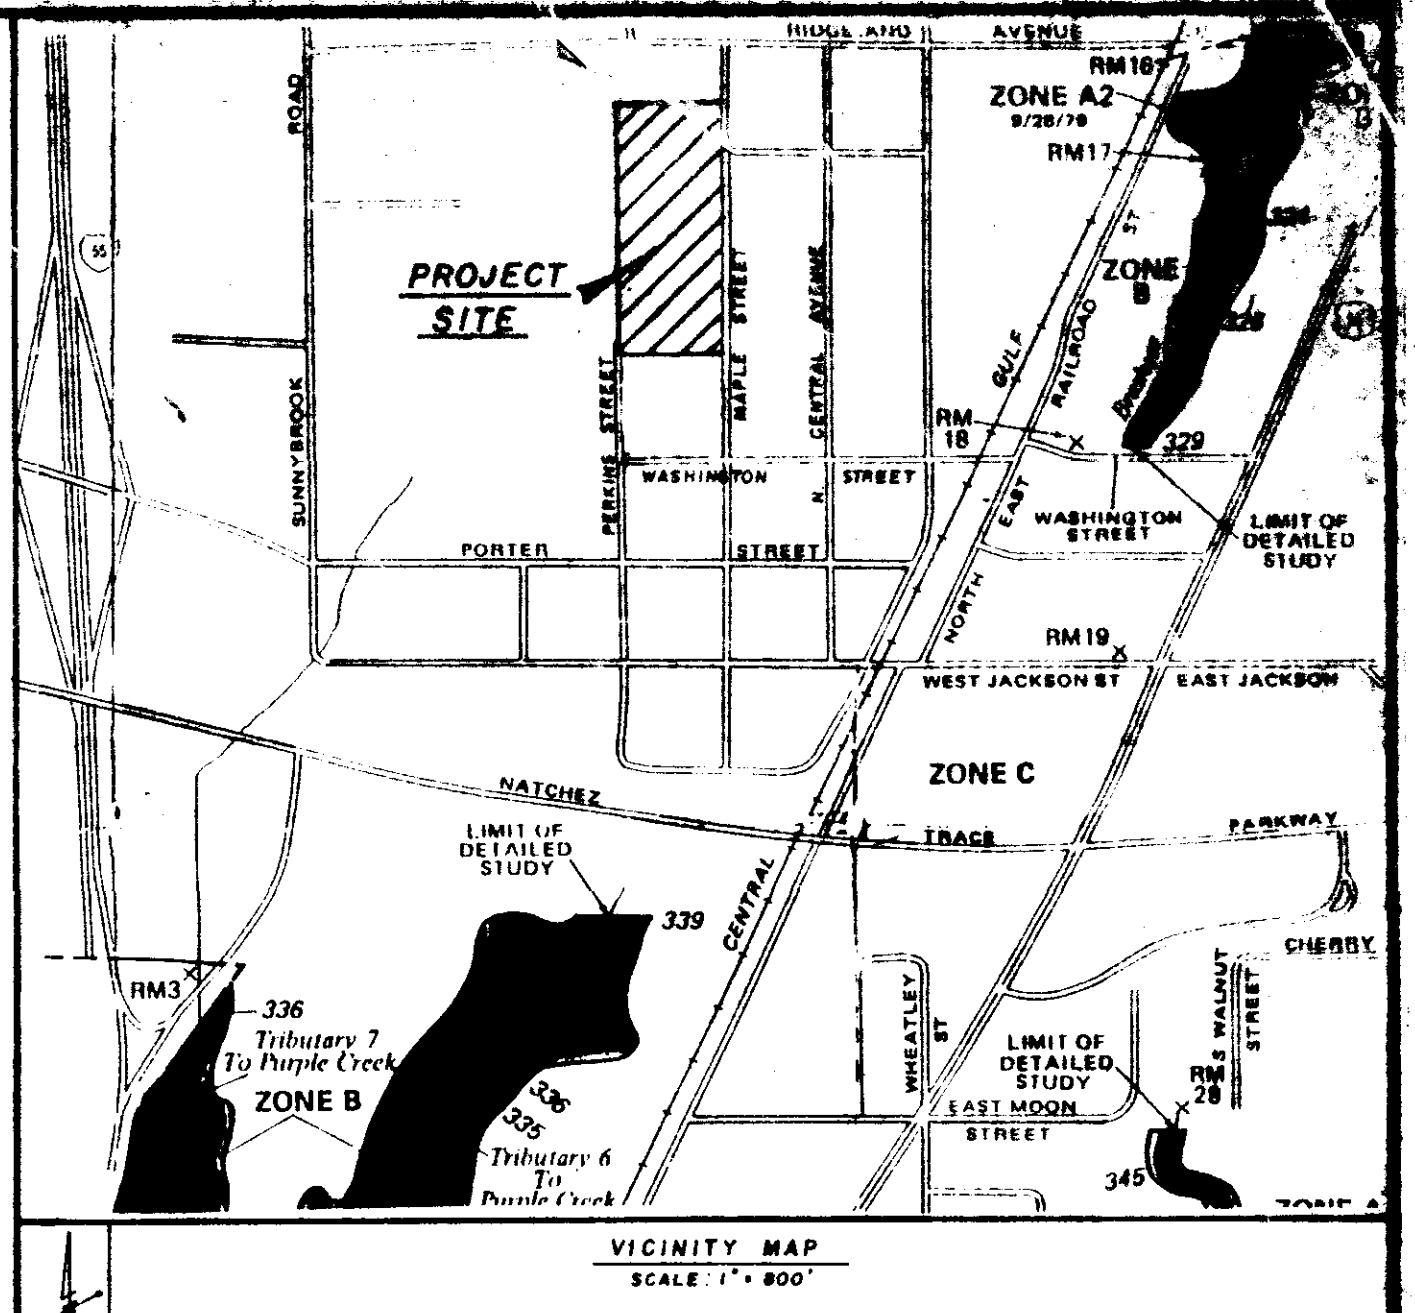 RIDGELAND AVENUE
RM16
ZONE A2
9/28/79
RM17
ROAD
55
ST
ZONE
B
PROJECT
SITE
MAPLE STREET
N. CENTRAL AVENUE
GULF
RAILROAD
SUNNYBROOK
PERKINS STREET
RM
18
329
WASHINGTON STREET
EAST
WASHINGTON
STREET
LIMIT OF
DETAILED
STUDY
PORTER STREET
NORTH
RM19
WEST JACKSON ST
EAST JACKSON
ZONE C
NATCHEZ
TRACE
PARKWAY
LIMIT OF
DETAILED
STUDY
339
CENTRAL
CHERRY
S WALNUT
STREET
RM3
336
Tributary 7
To Purple Creek
ZONE B
WHEATLEY
ST
LIMIT OF
DETAILED
STUDY
RM
28
336
335
EAST MOON
STREET
Tributary 6
To
Purple Creek
345
ZONE A
VICINITY MAP
SCALE: 1" = 800'